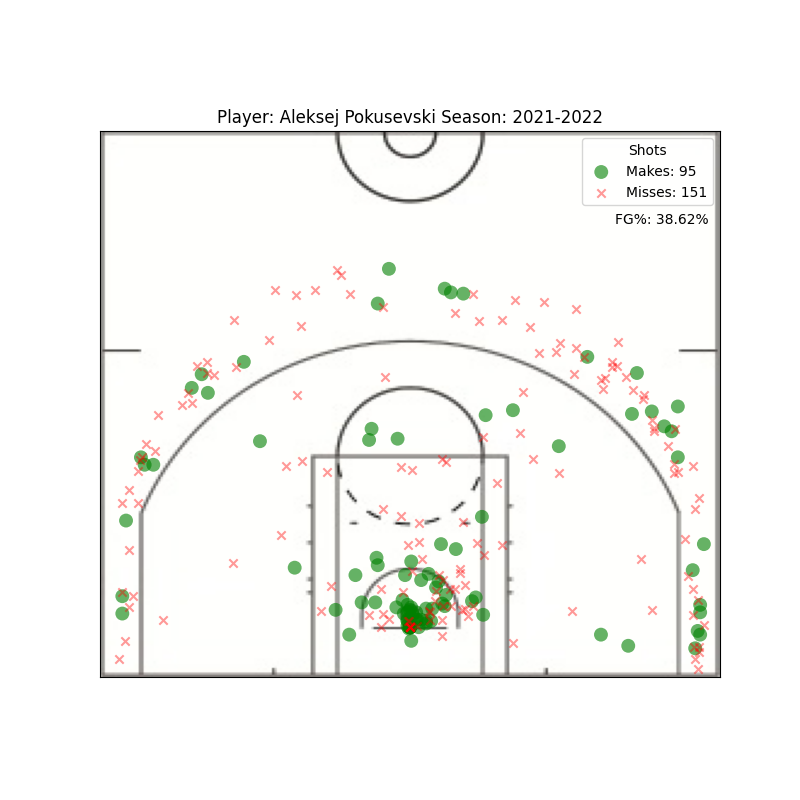 Player: Aleksej Pokusevski Season: 2021-2022
Shots
Makes: 95
Misses: 151
FG%: 38.62%